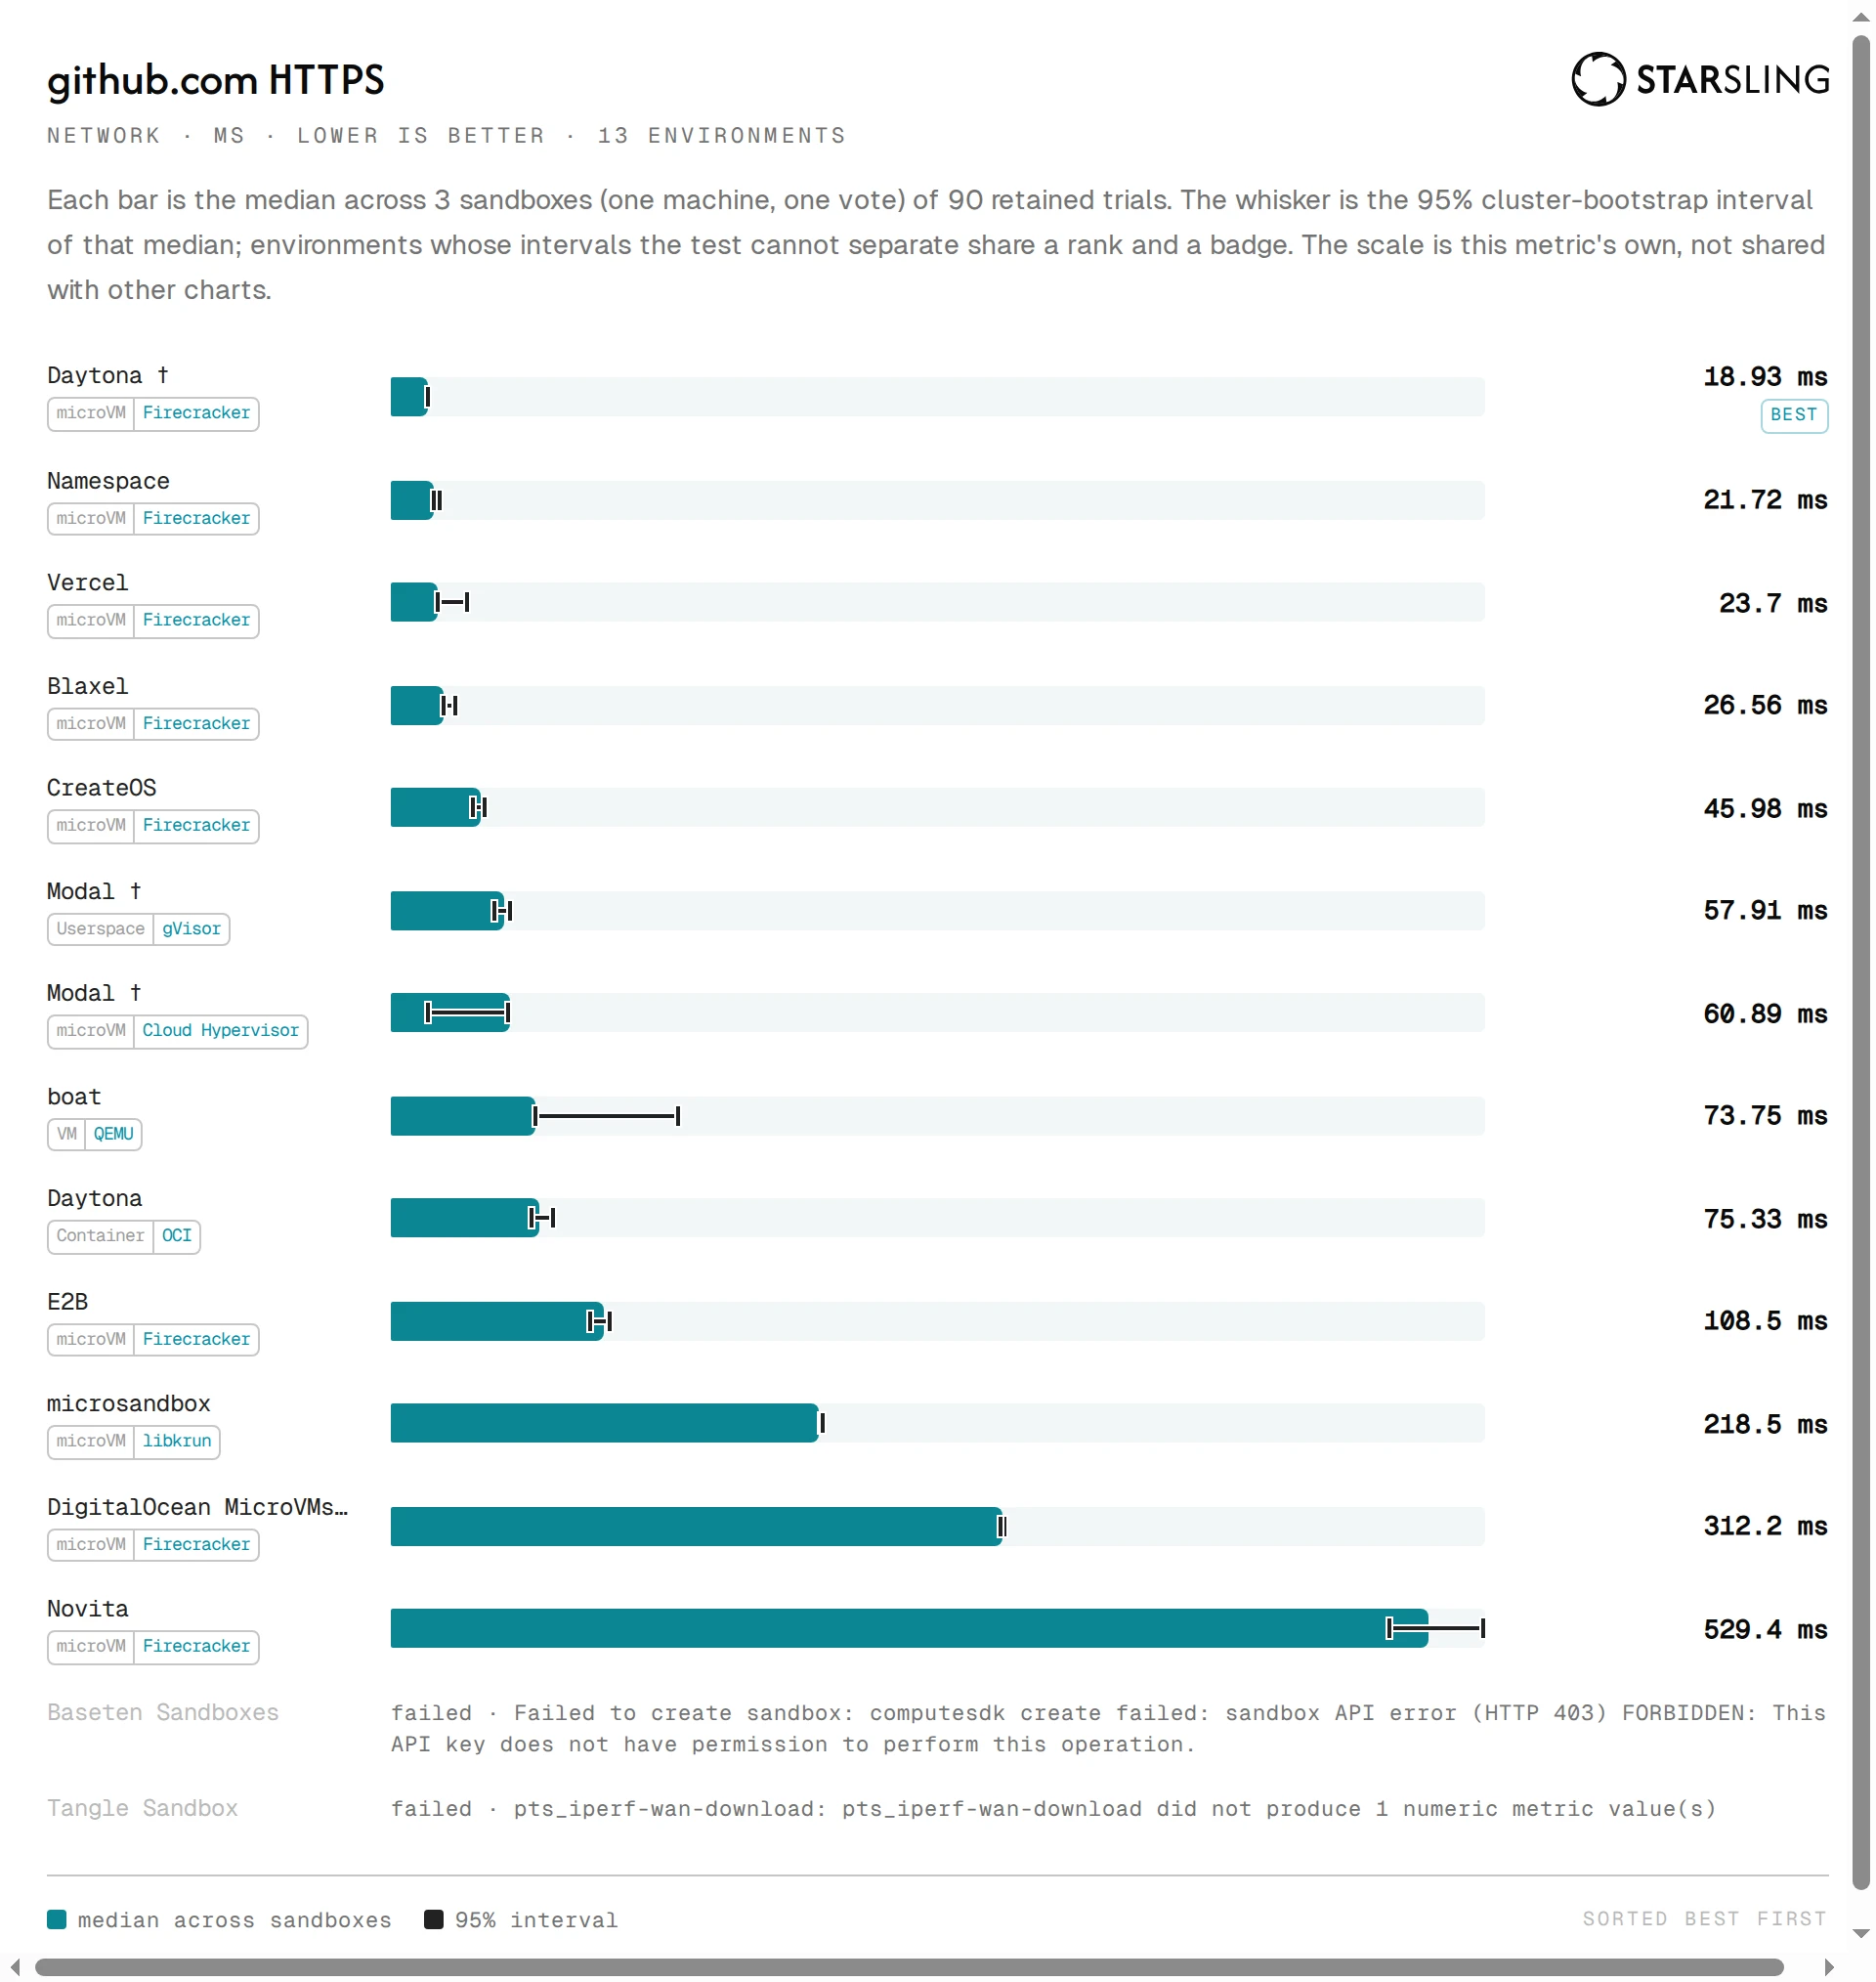 github.com HTTPS
STARSLING
NETWORK · MS · LOWER IS BETTER · 13 ENVIRONMENTS
Each bar is the median across 3 sandboxes (one machine, one vote) of 90 retained trials. The whisker is the 95% cluster-bootstrap interval
of that median; environments whose intervals the test cannot separate share a rank and a badge. The scale is this metric's own, not shared
with other charts.
Daytona †
microVM Firecracker
18.93 ms
BEST
Namespace
microVM Firecracker
21.72 ms
Vercel
microVM Firecracker
23.7 ms
Blaxel
microVM Firecracker
26.56 ms
CreateOS
microVM Firecracker
45.98 ms
Modal †
Userspace gVisor
57.91 ms
Modal †
microVM Cloud Hypervisor
60.89 ms
boat
VM QEMU
73.75 ms
Daytona
Container OCI
75.33 ms
E2B
microVM Firecracker
108.5 ms
microsandbox
microVM libkrun
218.5 ms
DigitalOcean MicroVMs…
microVM Firecracker
312.2 ms
Novita
microVM Firecracker
529.4 ms
Baseten Sandboxes
failed · Failed to create sandbox: computesdk create failed: sandbox API error (HTTP 403) FORBIDDEN: This
API key does not have permission to perform this operation.
Tangle Sandbox
failed · pts_iperf-wan-download: pts_iperf-wan-download did not produce 1 numeric metric value(s)
median across sandboxes
95% interval
SORTED BEST FIRST